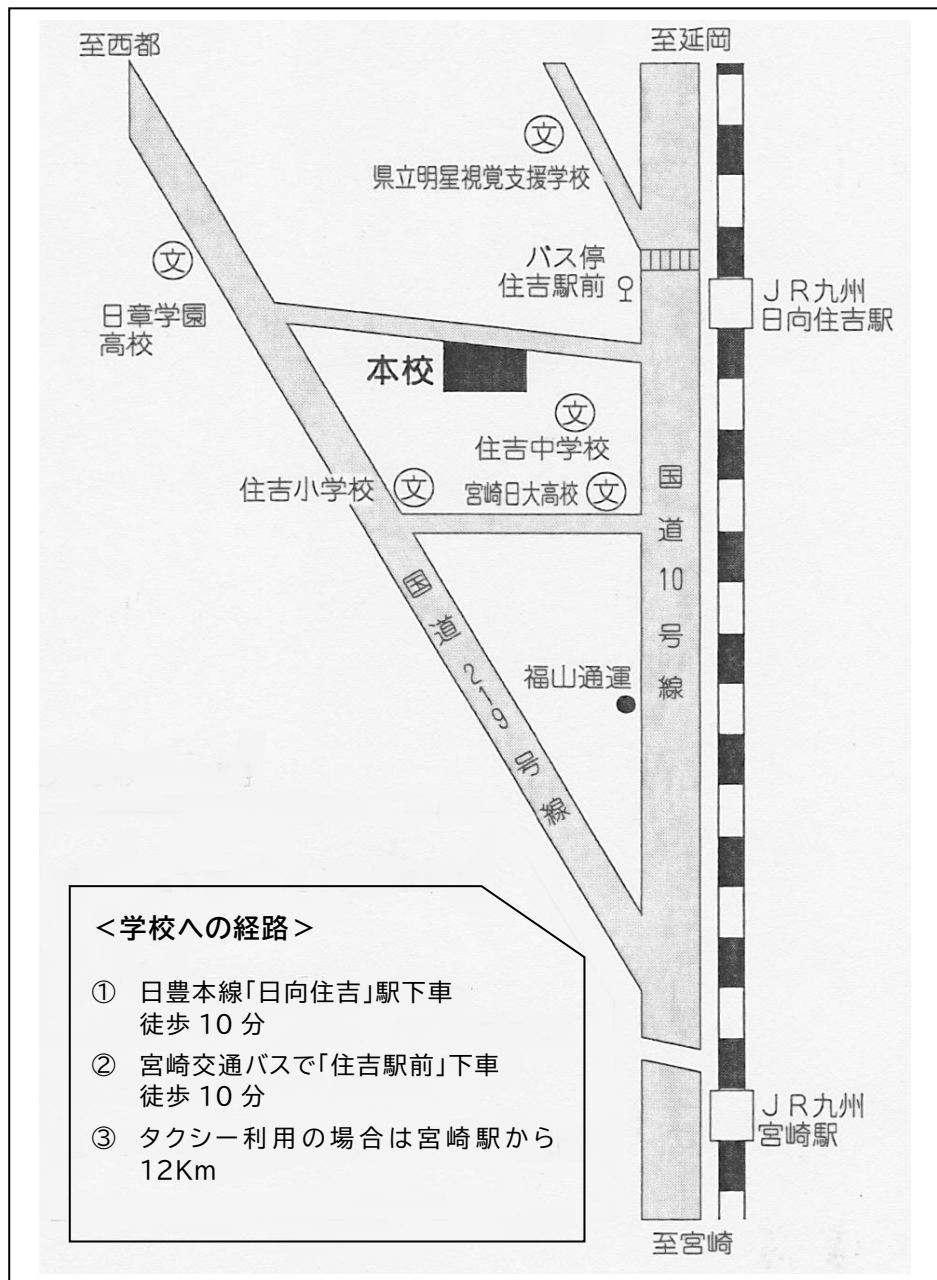 至西都
至延岡
文
県立明星視覚支援学校
バス停
住吉駅前
JR九州
日向住吉駅
文
日章学園
高校
本校
文
住吉中学校
住吉小学校
文
宮崎日大高校
文
国道10号線
国道219号線
福山通運
<学校への経路>
① 日豊本線「日向住吉」駅下車
徒歩 10 分
② 宮崎交通バスで「住吉駅前」下車
徒歩 10 分
③ タクシー利用の場合は宮崎駅から
12Km
JR九州
宮崎駅
至宮崎